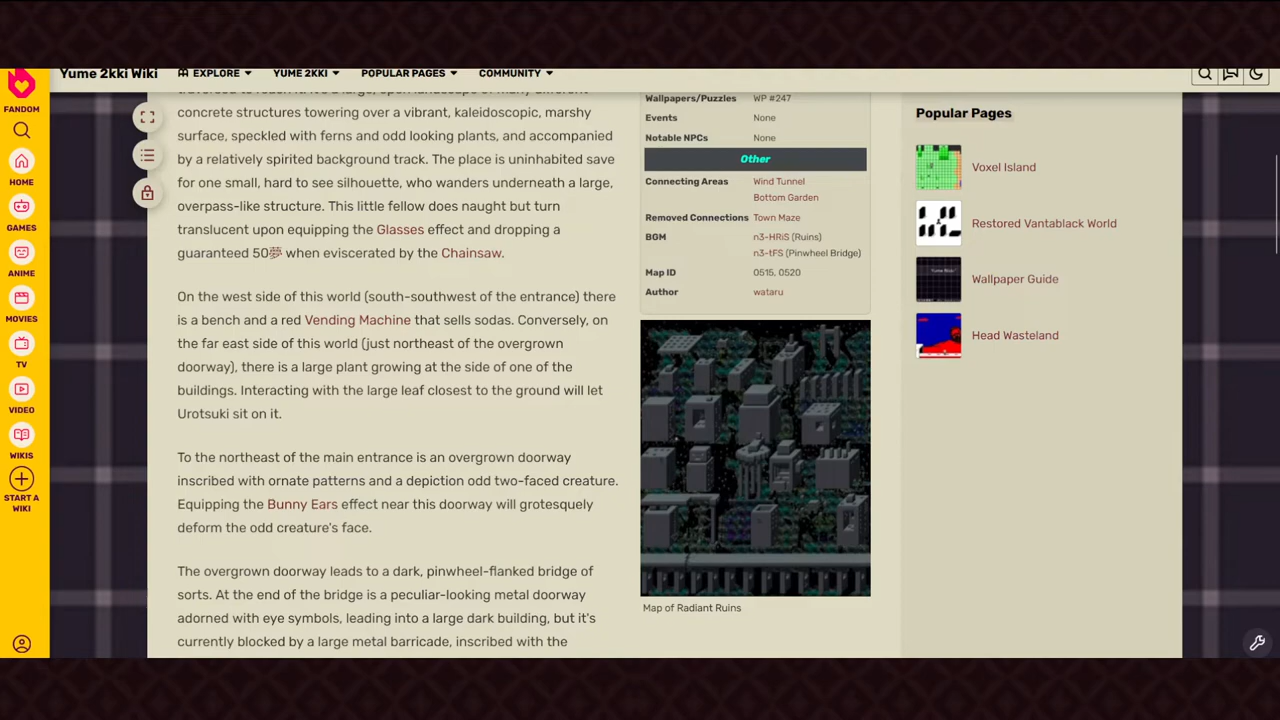 Yume 2kki Wiki
EXPLORE
YUME 2KKI
POPULAR PAGES
COMMUNITY
FANDOM
HOME
GAMES
ANIME
MOVIES
TV
VIDEO
WIKIS
START A
WIKI
concrete structures towering over a vibrant, kaleidoscopic, marshy
surface, speckled with ferns and odd looking plants, and accompanied
by a relatively spirited background track. The place is uninhabited save
for one small, hard to see silhouette, who wanders underneath a large,
overpass-like structure. This little fellow does naught but turn
translucent upon equipping the Glasses effect and dropping a
guaranteed 50夢 when eviscerated by the Chainsaw.
On the west side of this world (south-southwest of the entrance) there
is a bench and a red Vending Machine that sells sodas. Conversely, on
the far east side of this world (just northeast of the overgrown
doorway), there is a large plant growing at the side of one of the
buildings. Interacting with the large leaf closest to the ground will let
Urotsuki sit on it.
To the northeast of the main entrance is an overgrown doorway
inscribed with ornate patterns and a depiction odd two-faced creature.
Equipping the Bunny Ears effect near this doorway will grotesquely
deform the odd creature's face.
The overgrown doorway leads to a dark, pinwheel-flanked bridge of
sorts. At the end of the bridge is a peculiar-looking metal doorway
adorned with eye symbols, leading into a large dark building, but it's
currently blocked by a large metal barricade, inscribed with the
Wallpapers/Puzzles WP #247
Events None
Notable NPCs None
Other
Connecting Areas Wind Tunnel
Bottom Garden
Removed Connections Town Maze
BGM n3-HRiS (Ruins)
n3-tFS (Pinwheel Bridge)
Map ID 0515, 0520
Author wataru
Map of Radiant Ruins
Popular Pages
Voxel Island
Restored Vantablack World
Wallpaper Guide
Head Wasteland